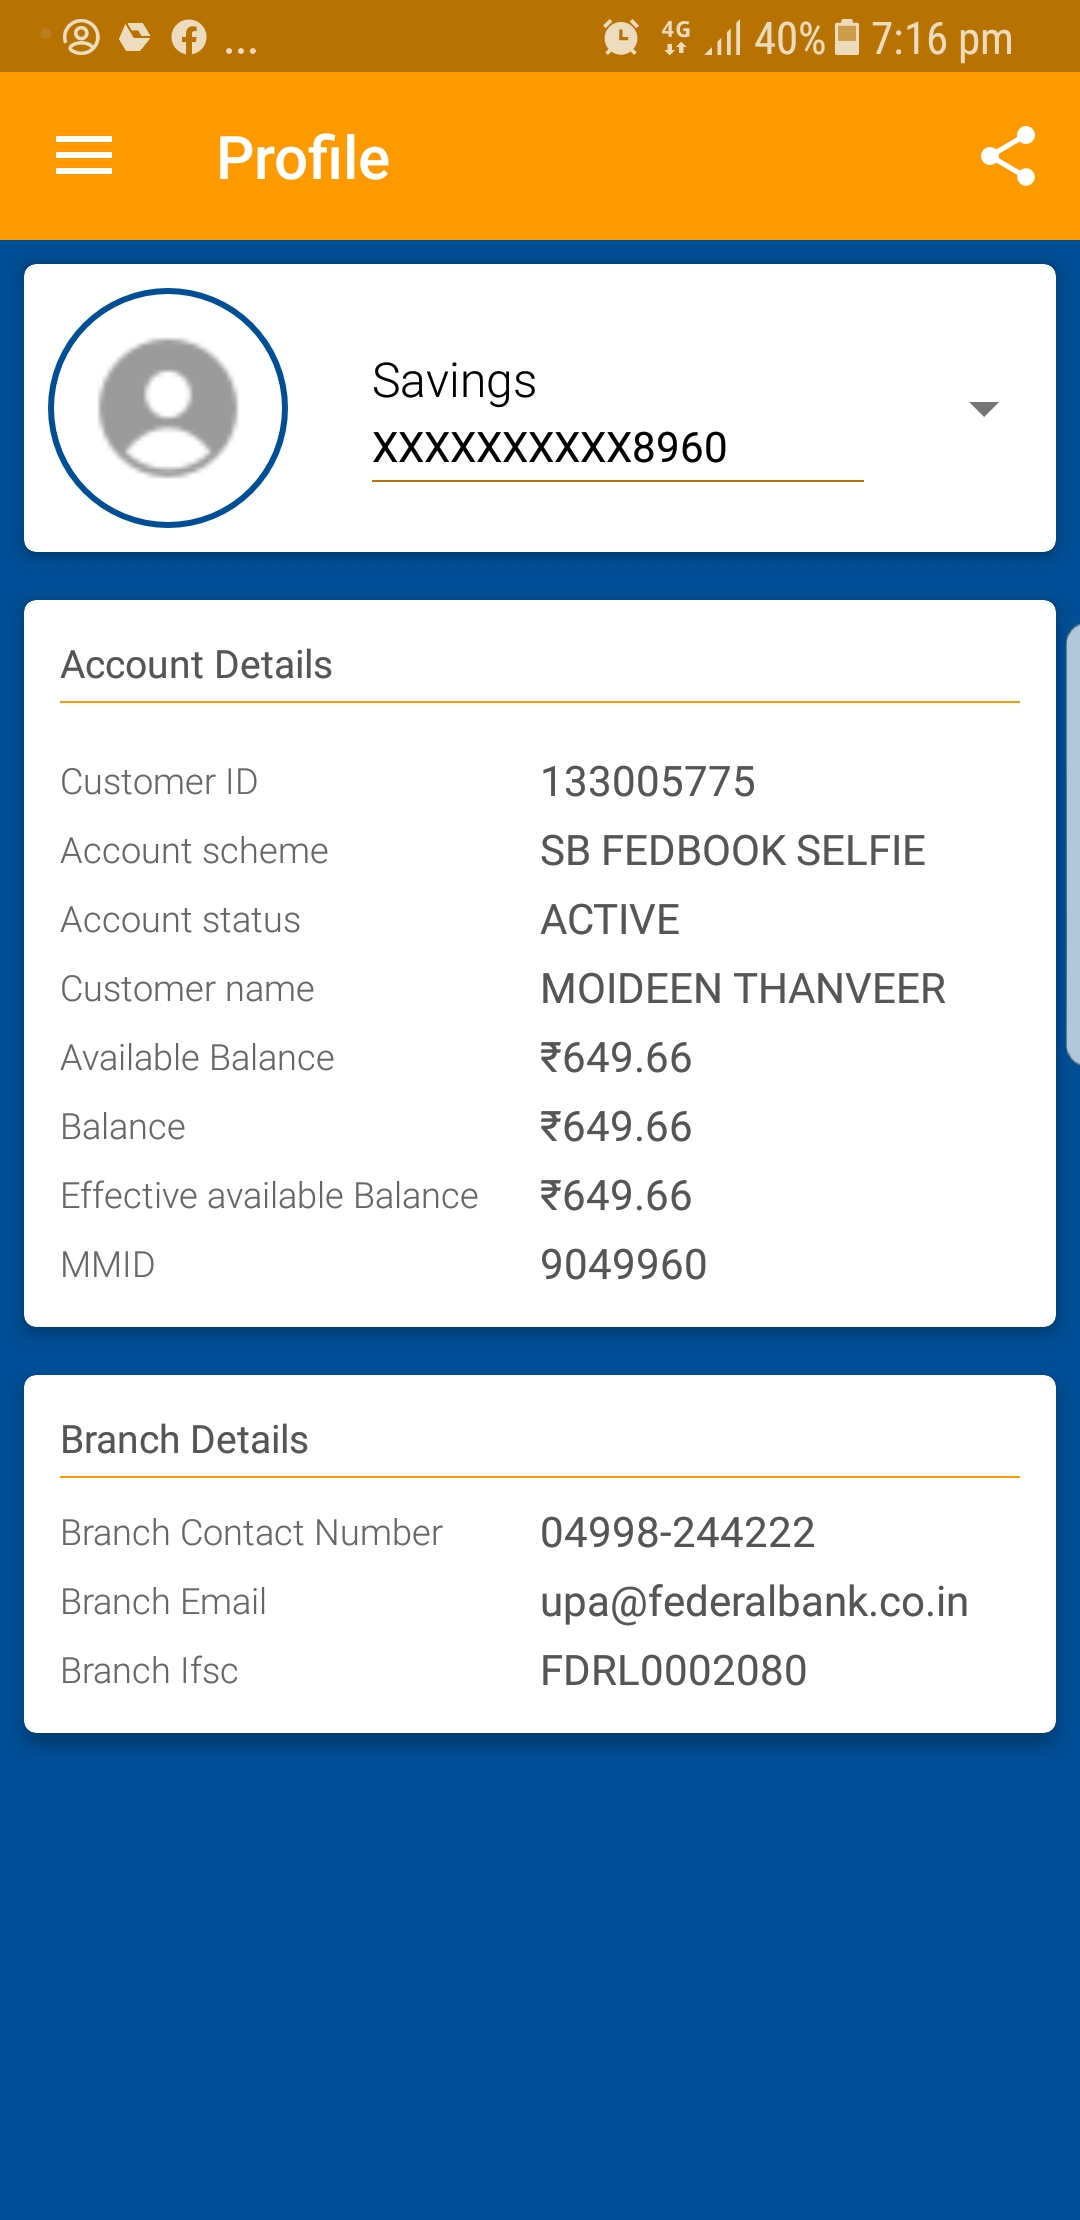 ... 4G 40% 7:16 pm
Profile
Savings
XXXXXXXXXX8960
Account Details
Customer ID 133005775
Account scheme SB FEDBOOK SELFIE
Account status ACTIVE
Customer name MOIDEEN THANVEER
Available Balance ₹649.66
Balance ₹649.66
Effective available Balance ₹649.66
MMID 9049960
Branch Details
Branch Contact Number 04998-244222
Branch Email upa@federalbank.co.in
Branch Ifsc FDRL0002080